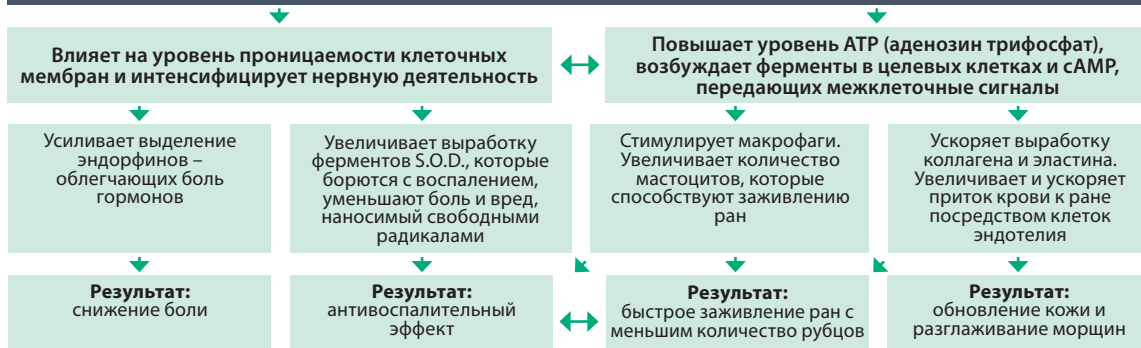 Влияет на уровень проницаемости клеточных
мембран и интенсифицирует нервную деятельность
Повышает уровень АТР (аденозин трифосфат),
возбуждает ферменты в целевых клетках и сАМР,
передающих межклеточные сигналы
Усиливает выделение
эндорфинов –
облегчающих боль
гормонов
Увеличивает выработку
ферментов S.O.D., которые
борются с воспалением,
уменьшают боль и вред,
наносимый свободными
радикалами
Стимулирует макрофаги.
Увеличивает количество
мастоцитов, которые
способствуют заживлению
ран
Ускоряет выработку
коллагена и эластина.
Увеличивает и ускоряет
приток крови к ране
посредством клеток
эндотелия
Результат:
снижение боли
Результат:
антивоспалительный
эффект
Результат:
быстрое заживление ран с
меньшим количество рубцов
Результат:
обновление кожи и
разглаживание морщин